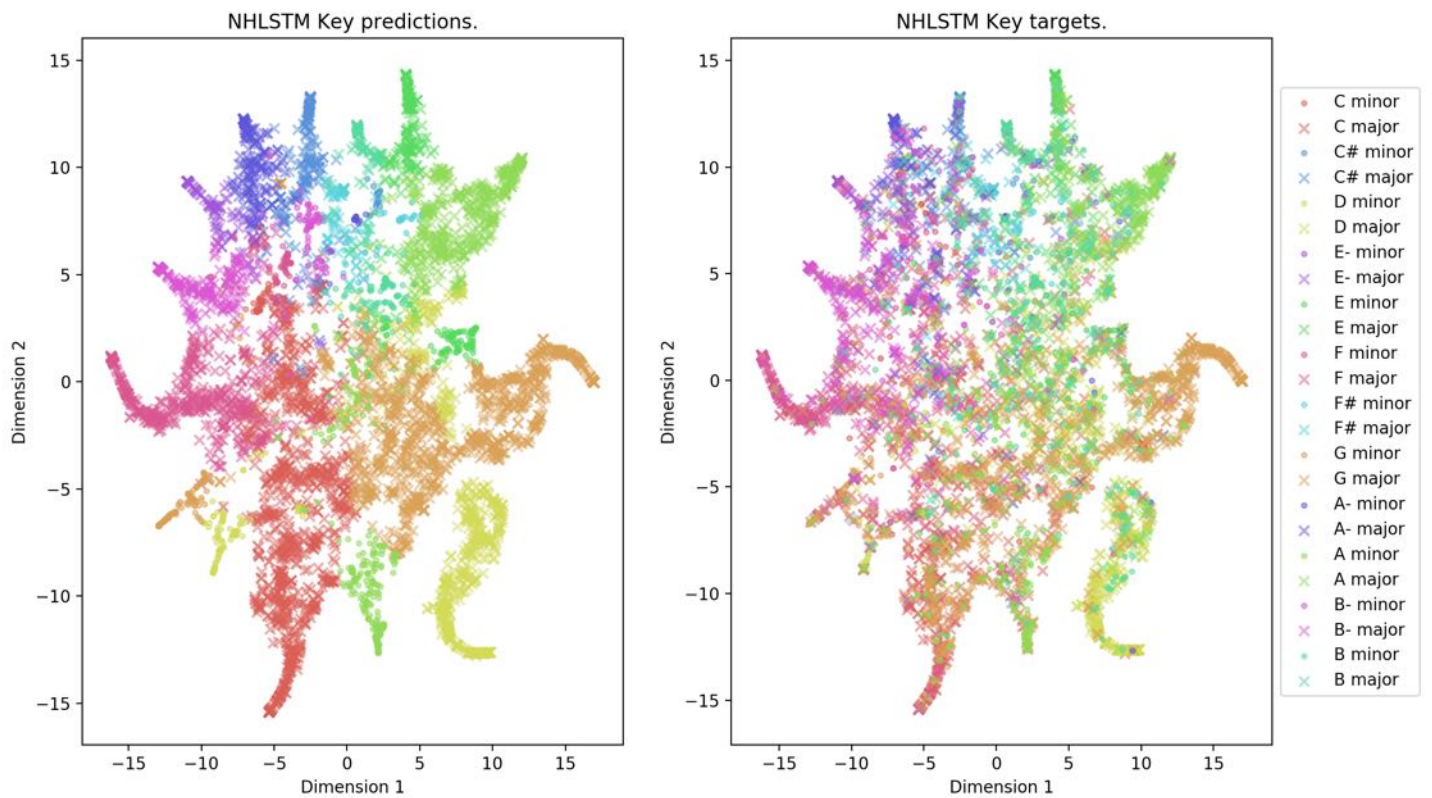 NHLSTM Key predictions.
15
10
5
0
−5
−10
−15
Dimension 2
−15 −10 −5 0 5 10 15
Dimension 1
NHLSTM Key targets.
15
10
5
0
−5
−10
−15
Dimension 2
−15 −10 −5 0 5 10 15
Dimension 1
C minor
C major
C# minor
C# major
D minor
D major
E- minor
E- major
E minor
E major
F minor
F major
F# minor
F# major
G minor
G major
A- minor
A- major
A minor
A major
B- minor
B- major
B minor
B major